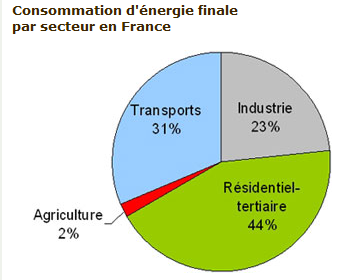 Consommation d'énergie finale
par secteur en France
Transports
31%
Industrie
23%
Résidentiel-
tertiaire
44%
Agriculture
2%